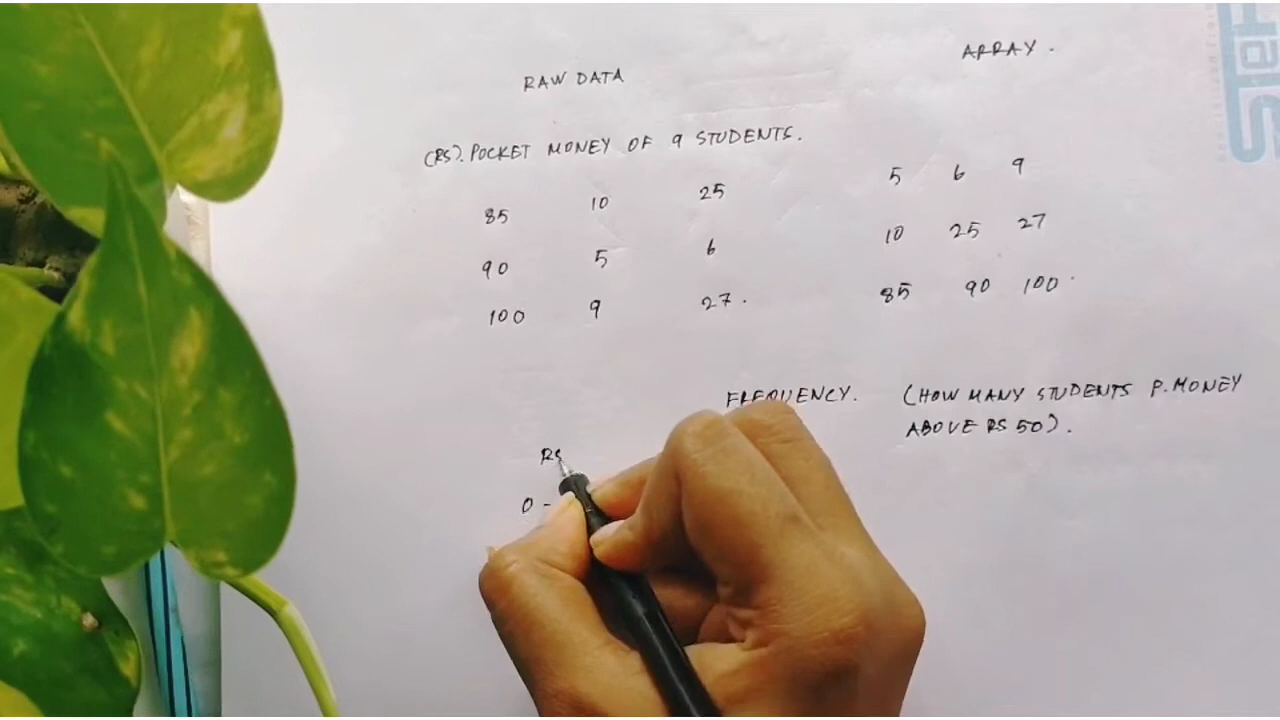 RAW DATA
(RS). POCKET MONEY OF 9 STUDENTS.
85 10 25
90 5 6
100 9 27.
ARRAY.
5 6 9
10 25 27
85 90 100.
FREQUENCY. (HOW MANY STUDENTS P. MONEY
ABOVE RS 50).
RS
0 -